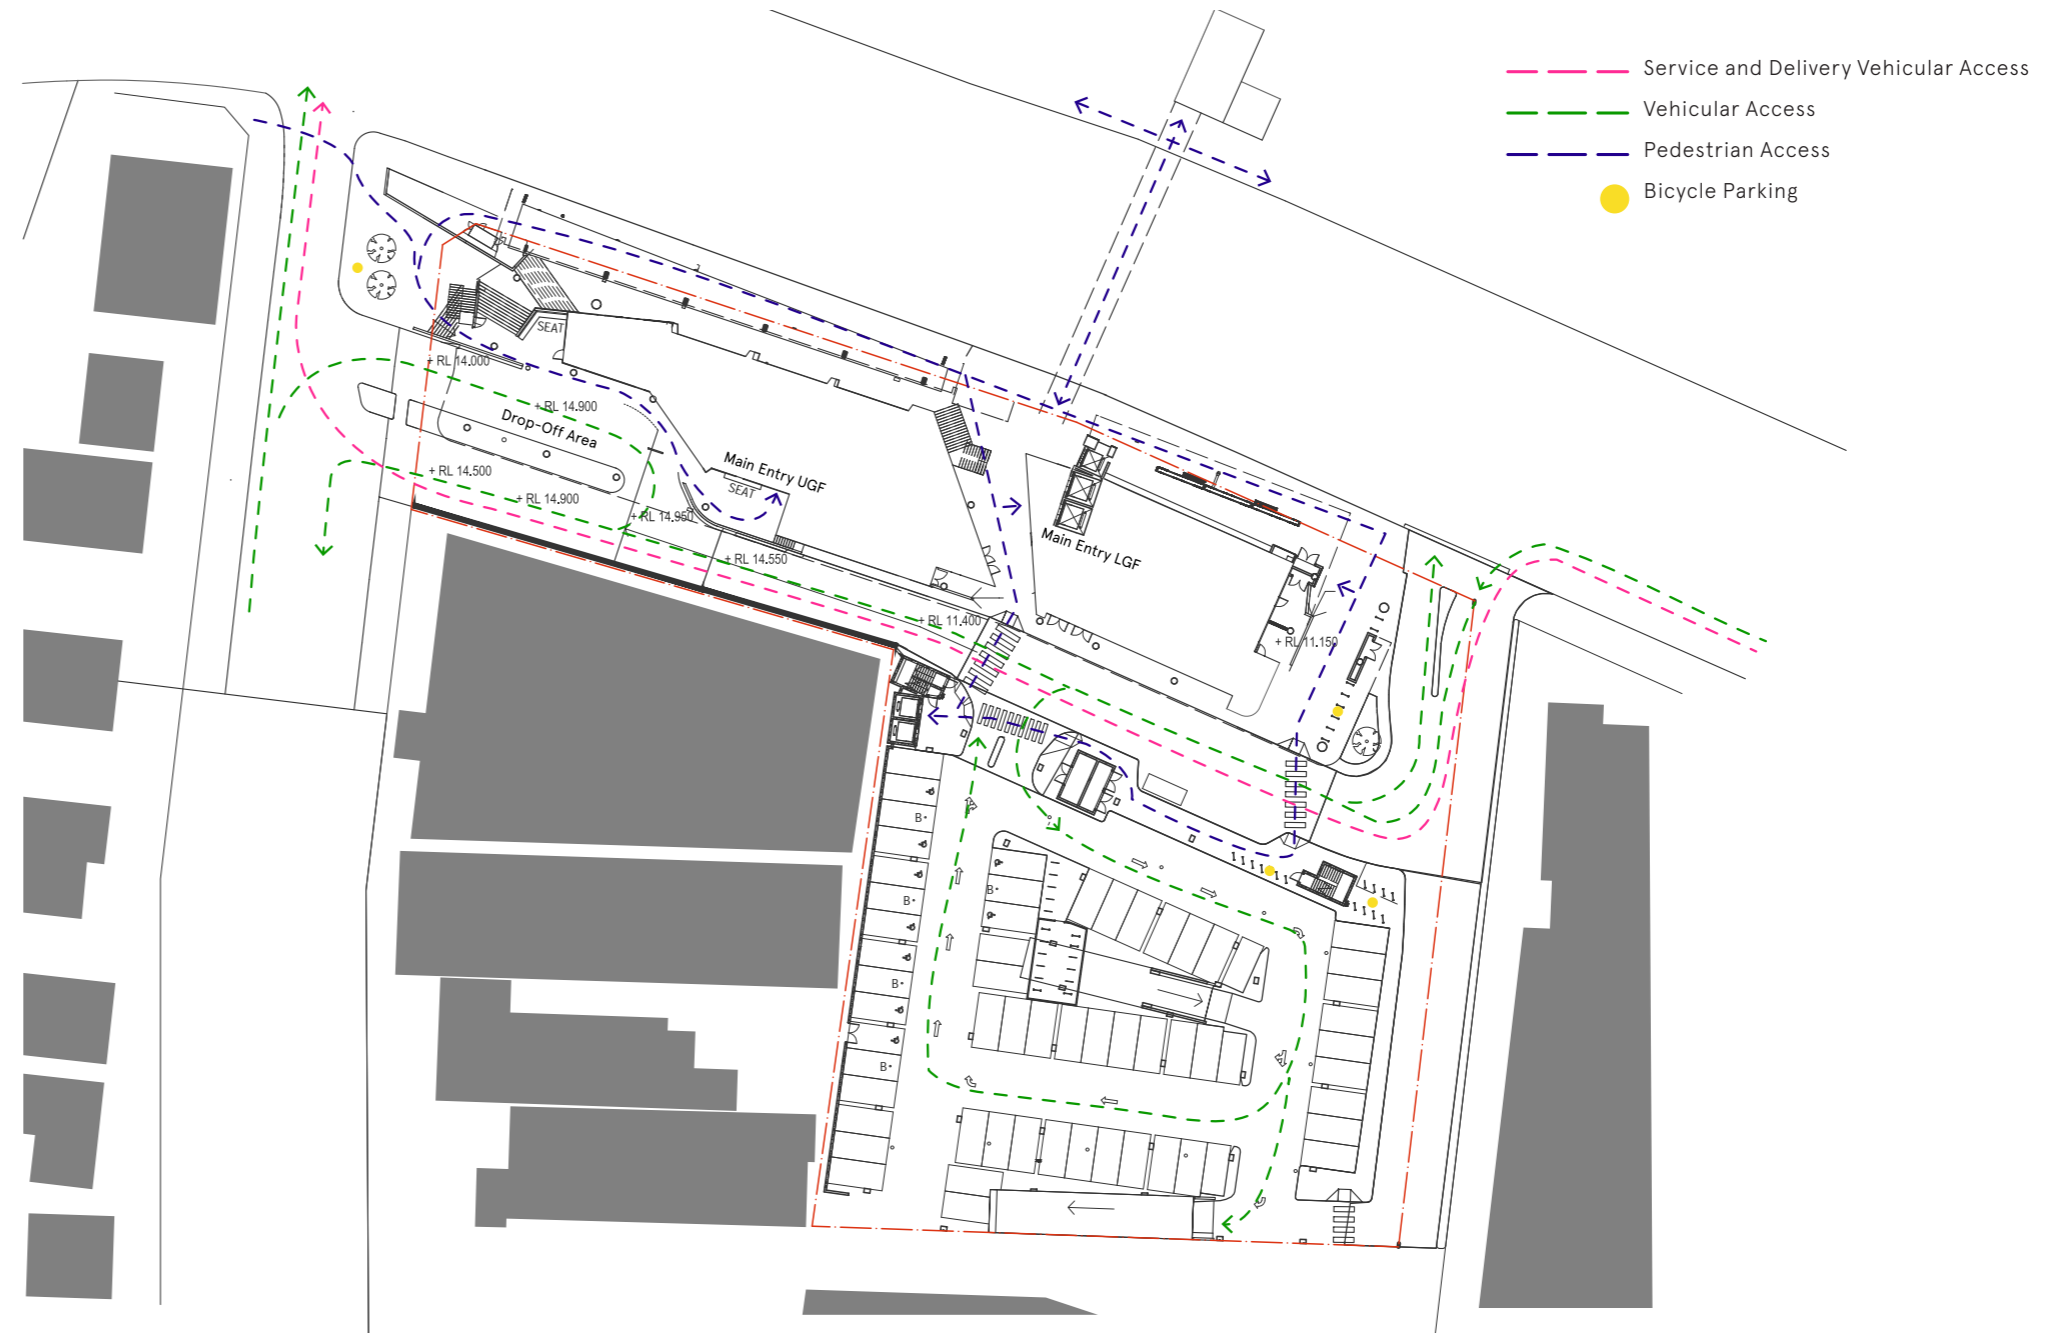 Service and Delivery Vehicular Access
Vehicular Access
Pedestrian Access
Bicycle Parking
SEAT
+ RL 14.000
+ RL 14.900
Drop-Off Area
+ RL 14.500
+ RL 14.900
Main Entry UGF
SEAT
+ RL 14.950
+ RL 14.550
Main Entry LGF
+ RL 11.400
+ RL 11.150
B
B
B
B
B